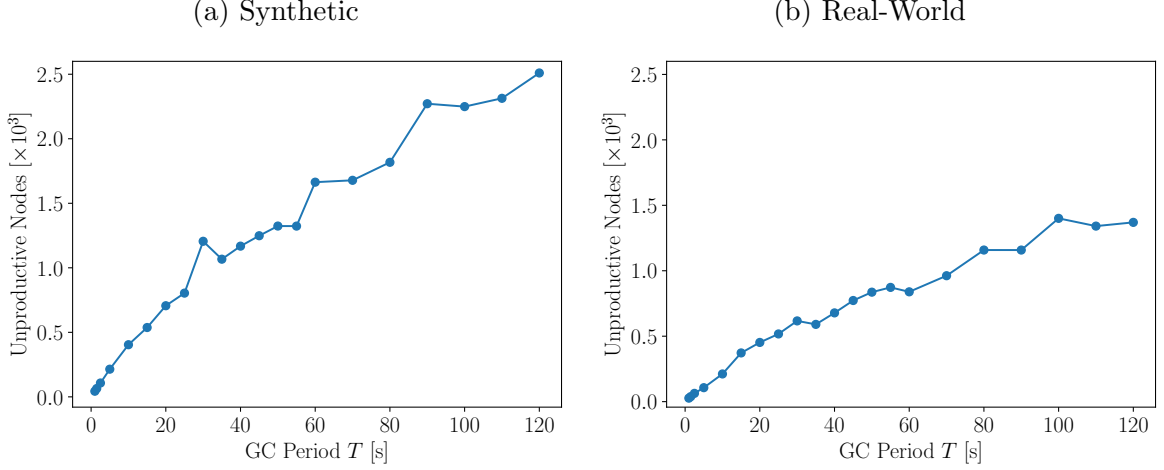 (a) Synthetic
2.5
2.0
1.5
1.0
0.5
0.0
Unproductive Nodes [×10³]
0 20 40 60 80 100 120
GC Period T [s]
(b) Real-World
2.5
2.0
1.5
1.0
0.5
0.0
Unproductive Nodes [×10³]
0 20 40 60 80 100 120
GC Period T [s]